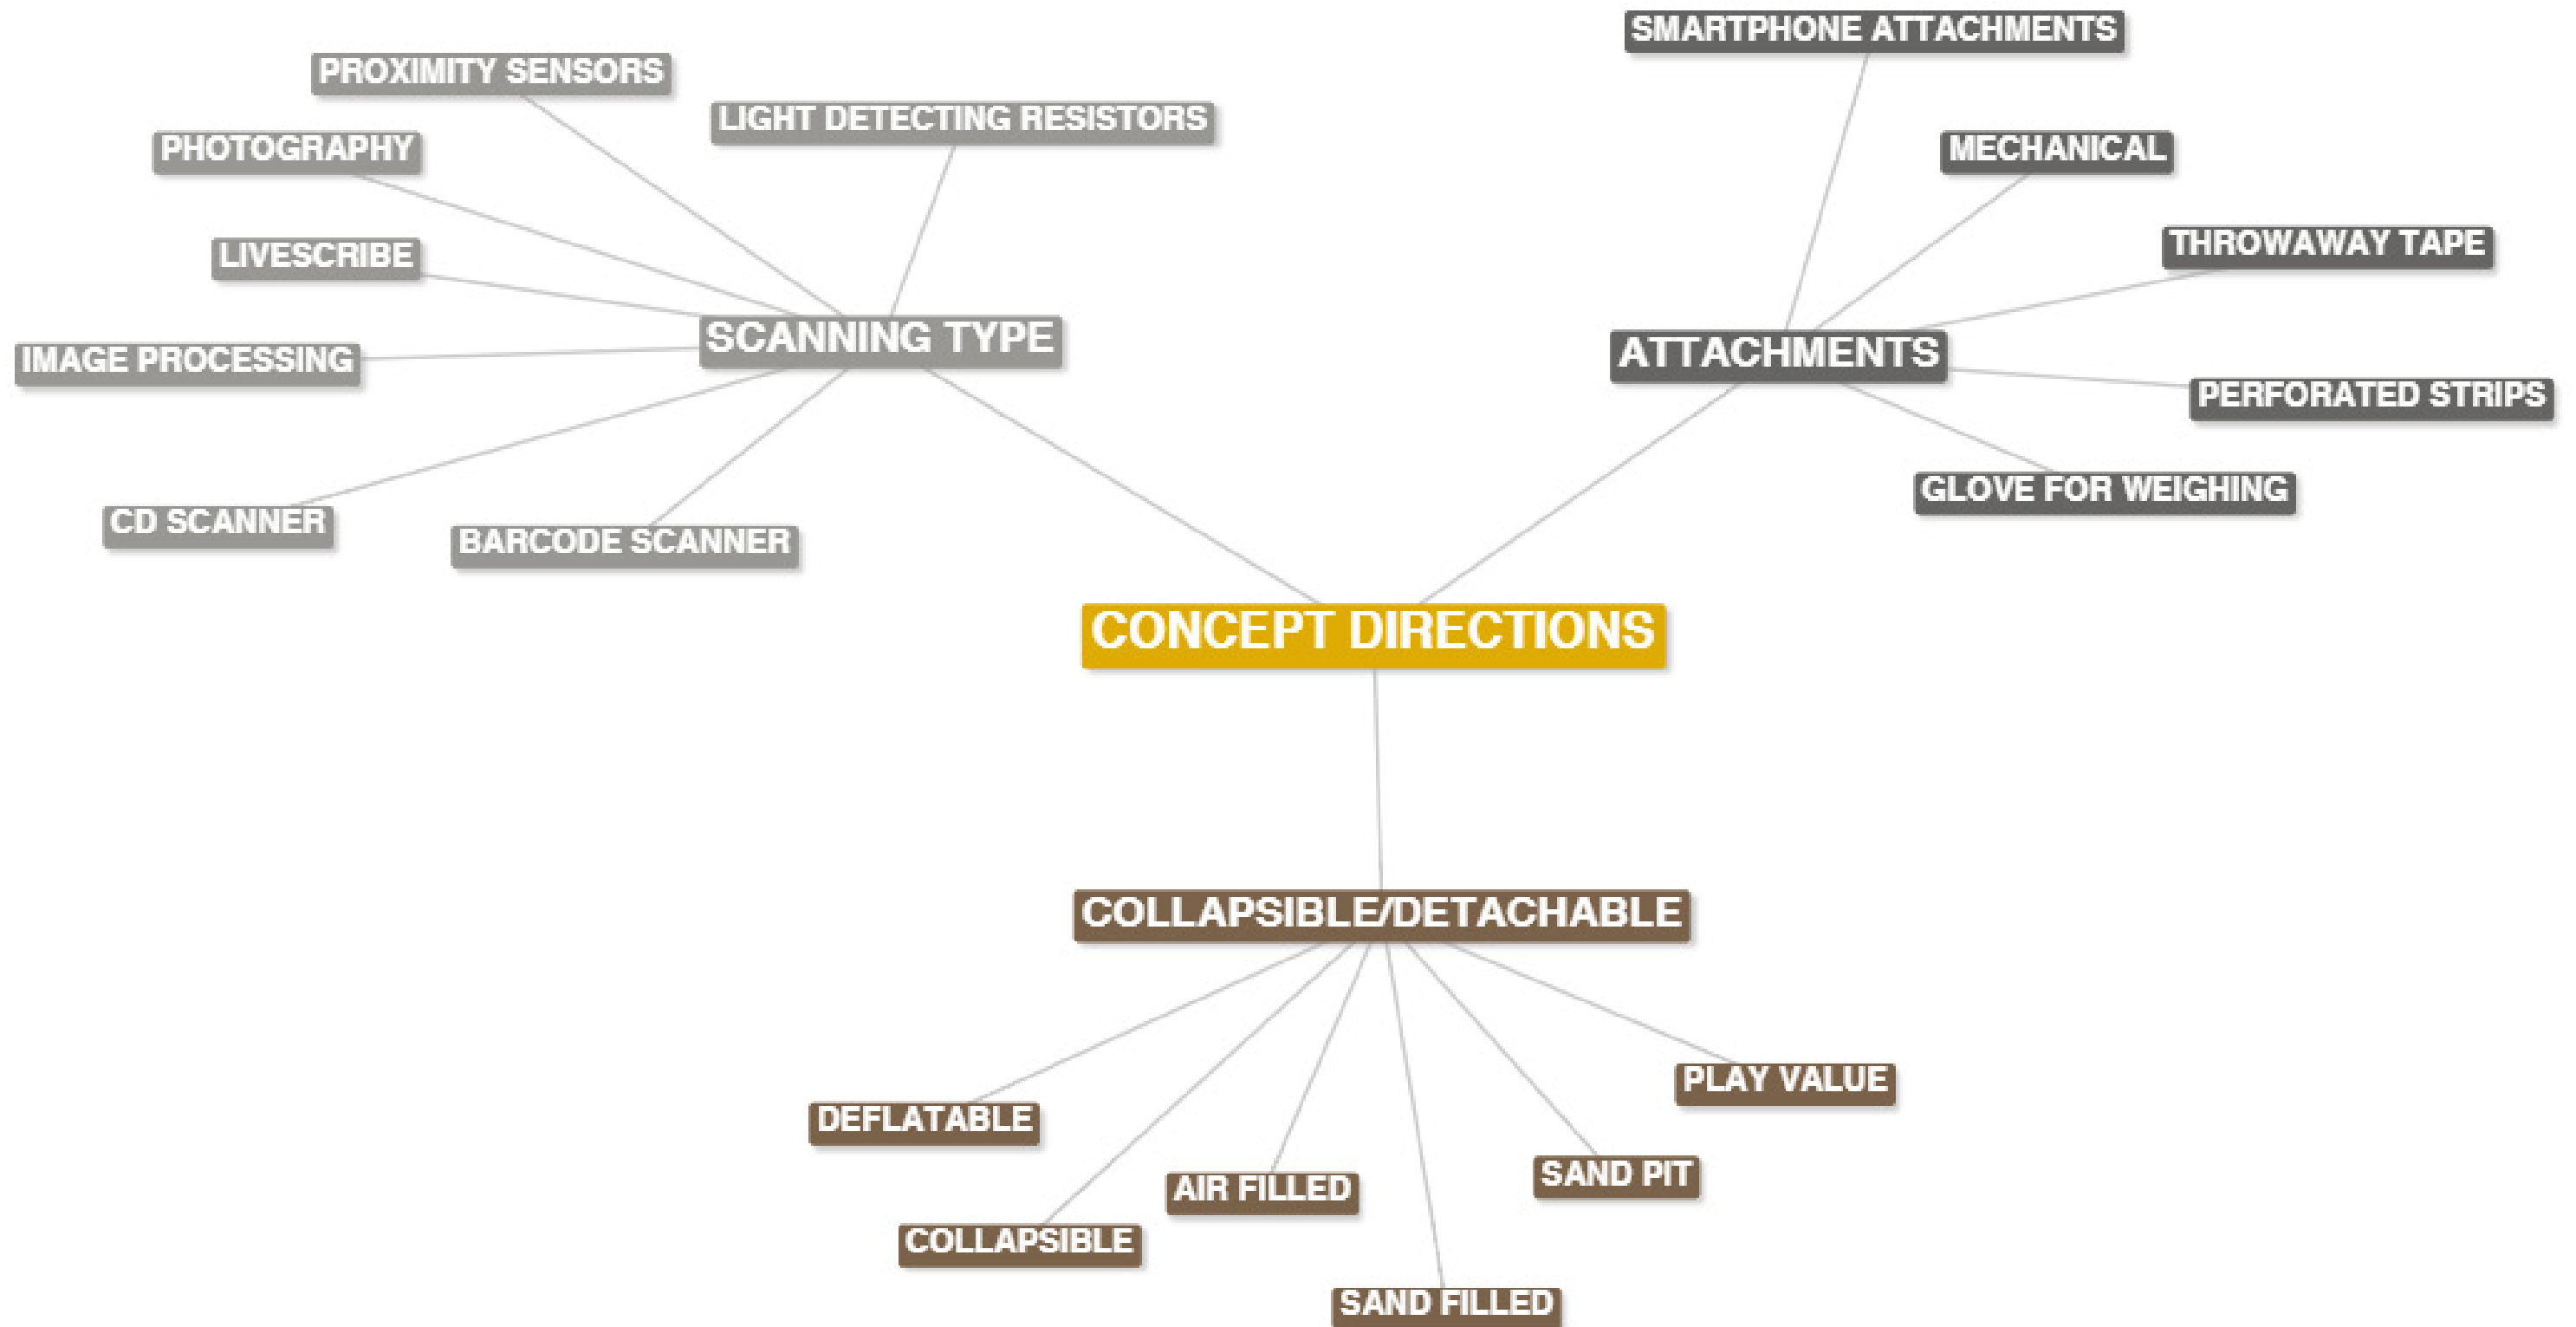 SMARTPHONE ATTACHMENTS
PROXIMITY SENSORS
LIGHT DETECTING RESISTORS
PHOTOGRAPHY
MECHANICAL
THROWAWAY TAPE
LIVESCRIBE
SCANNING TYPE
ATTACHMENTS
IMAGE PROCESSING
PERFORATED STRIPS
GLOVE FOR WEIGHING
CD SCANNER
BARCODE SCANNER
CONCEPT DIRECTIONS
COLLAPSIBLE/DETACHABLE
PLAY VALUE
DEFLATABLE
SAND PIT
AIR FILLED
COLLAPSIBLE
SAND FILLED